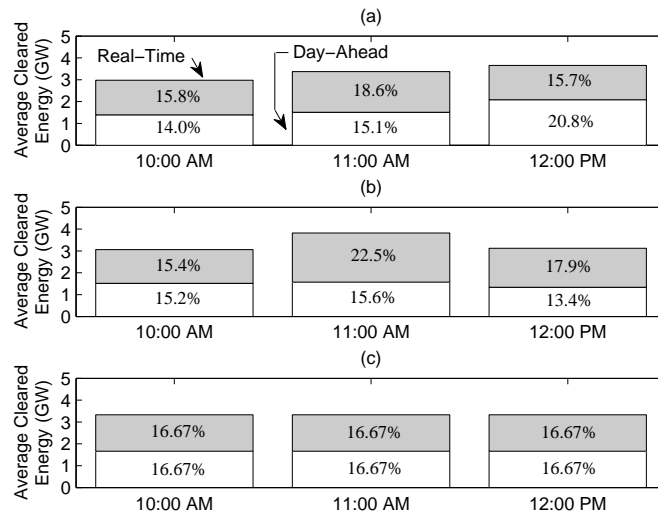 (a)
Average Cleared
Energy (GW)
5
4
3
2
1
0
Real−Time
Day−Ahead
15.8%
18.6%
15.7%
14.0%
15.1%
20.8%
10:00 AM
11:00 AM
12:00 PM
(b)
Average Cleared
Energy (GW)
5
4
3
2
1
0
15.4%
22.5%
17.9%
15.2%
15.6%
13.4%
10:00 AM
11:00 AM
12:00 PM
(c)
Average Cleared
Energy (GW)
5
4
3
2
1
0
16.67%
16.67%
16.67%
16.67%
16.67%
16.67%
10:00 AM
11:00 AM
12:00 PM